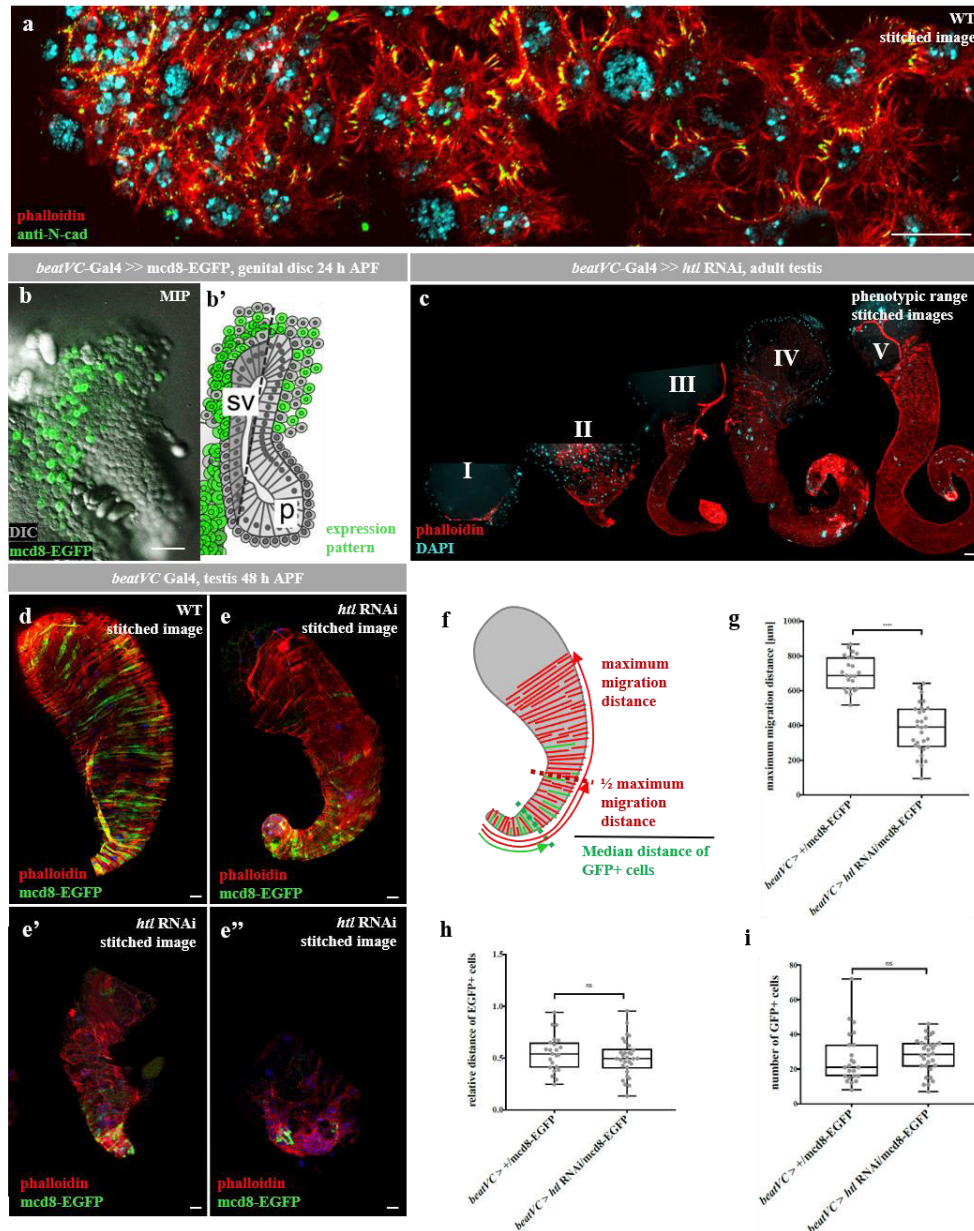 a
WT
stitched image
phalloidin
anti-N-cad
beatVC-Gal4 >> mcd8-EGFP, genital disc 24 h APF
beatVC-Gal4 >> htl RNAi, adult testis
b
MIP
DIC
mcd8-EGFP
b'
sv
p
expression
pattern
c
phenotypic range
stitched images
I
II
III
IV
V
phalloidin
DAPI
beatVC Gal4, testis 48 h APF
d
WT
stitched image
phalloidin
mcd8-EGFP
e
htl RNAi
stitched image
phalloidin
mcd8-EGFP
e'
htl RNAi
stitched image
phalloidin
mcd8-EGFP
e''
htl RNAi
stitched image
phalloidin
mcd8-EGFP
f
maximum
migration
distance
½ maximum
migration
distance
Median distance of
GFP+ cells
g
maximum migration distance [µm]
1000
800
600
400
200
0
****
beatVC > +/mcd8-EGFP
beatVC > htl RNAi/mcd8-EGFP
h
relative distance of EGFP+ cells
1.5
1.0
0.5
0.0
ns
beatVC > +/mcd8-EGFP
beatVC > htl RNAi/mcd8-EGFP
i
number of GFP+ cells
80
60
40
20
0
ns
beatVC > +/mcd8-EGFP
beatVC > htl RNAi/mcd8-EGFP